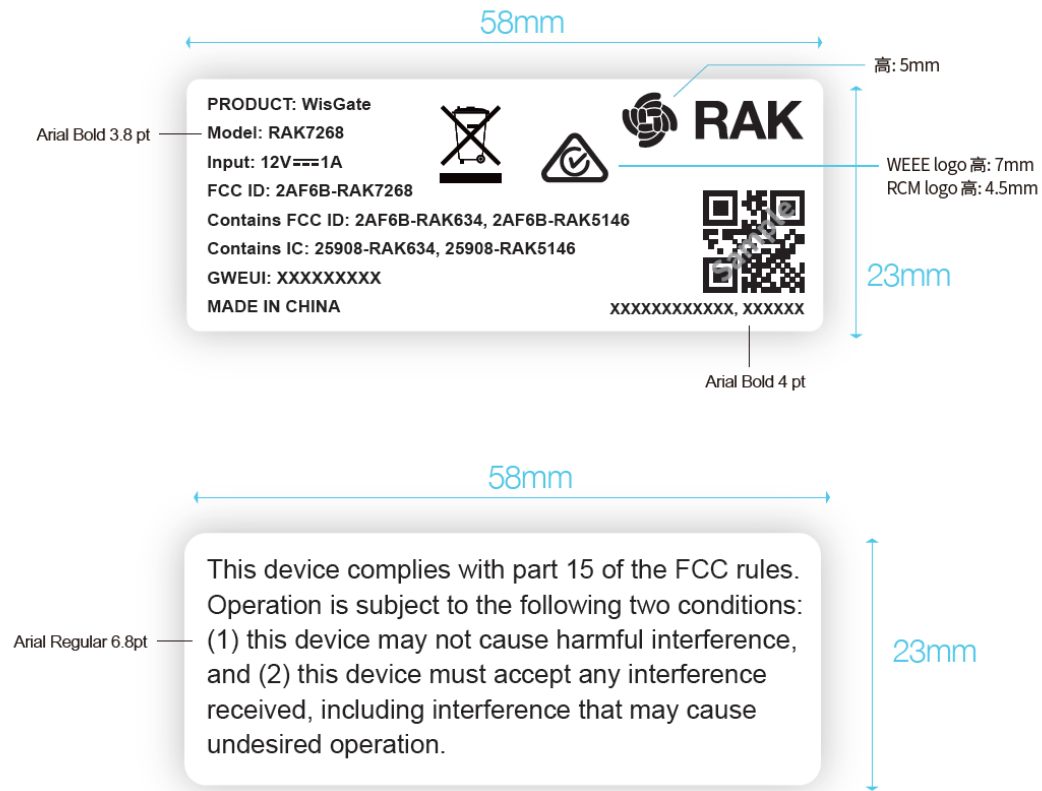 58mm
高: 5mm
RAK
PRODUCT: WisGate
Arial Bold 3.8 pt
Model: RAK7268
Input: 12V⎓1A
WEEE logo 高: 7mm
RCM logo 高: 4.5mm
FCC ID: 2AF6B-RAK7268
Contains FCC ID: 2AF6B-RAK634, 2AF6B-RAK5146
Contains IC: 25908-RAK634, 25908-RAK5146
Sample
23mm
GWEUI: XXXXXXXXX
MADE IN CHINA
XXXXXXXXXXXX, XXXXXX
Arial Bold 4 pt
58mm
This device complies with part 15 of the FCC rules.
Operation is subject to the following two conditions:
Arial Regular 6.8pt
(1) this device may not cause harmful interference,
23mm
and (2) this device must accept any interference
received, including interference that may cause
undesired operation.